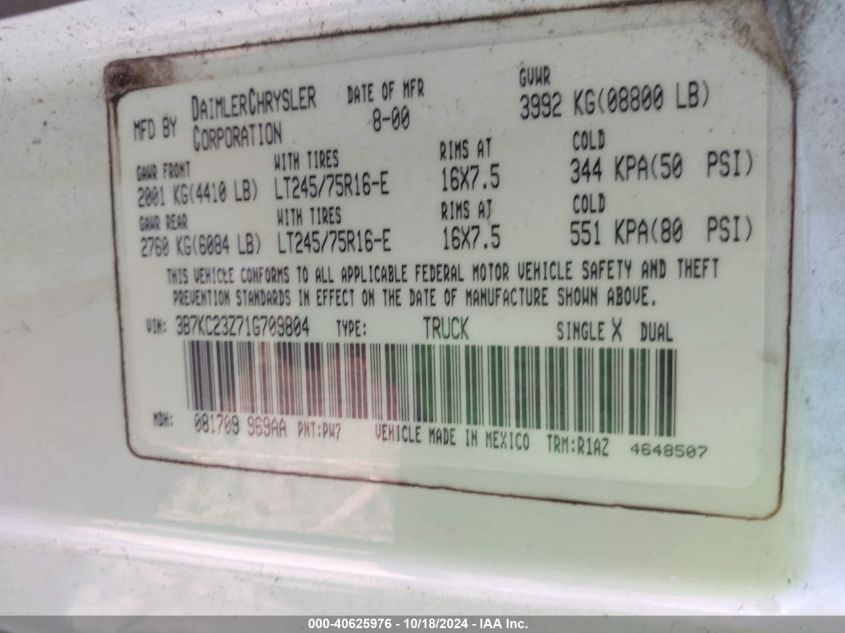 MFD BY DAIMLERCHRYSLER CORPORATION DATE OF MFR 8-00 GVWR 3992 KG(08800 LB)
GAWR FRONT WITH TIRES RIMS AT COLD
2001 KG(4410 LB) LT245/75R16-E 16X7.5 344 KPA(50 PSI)
GAWR REAR WITH TIRES RIMS AT COLD
2760 KG(6084 LB) LT245/75R16-E 16X7.5 551 KPA(80 PSI)
THIS VEHICLE CONFORMS TO ALL APPLICABLE FEDERAL MOTOR VEHICLE SAFETY AND THEFT
PREVENTION STANDARDS IN EFFECT ON THE DATE OF MANUFACTURE SHOWN ABOVE.
VIN: 3B7KC23Z71G709804 TYPE: TRUCK SINGLE X DUAL
MDH: 081709 969AA PNT:PW7 VEHICLE MADE IN MEXICO TRM:R1AZ 4648507
000-40625976 - 10/18/2024 - IAA Inc.